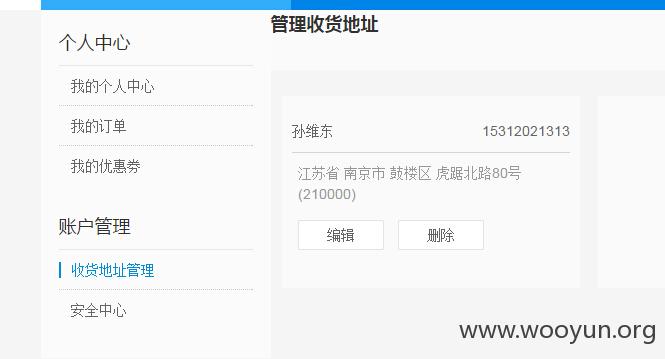 管理收货地址
个人中心
我的个人中心
我的订单
我的优惠券
账户管理
收货地址管理
安全中心
孙维东 15312021313
江苏省 南京市 鼓楼区 虎踞北路80号
(210000)
编辑 删除
www.wooyun.org